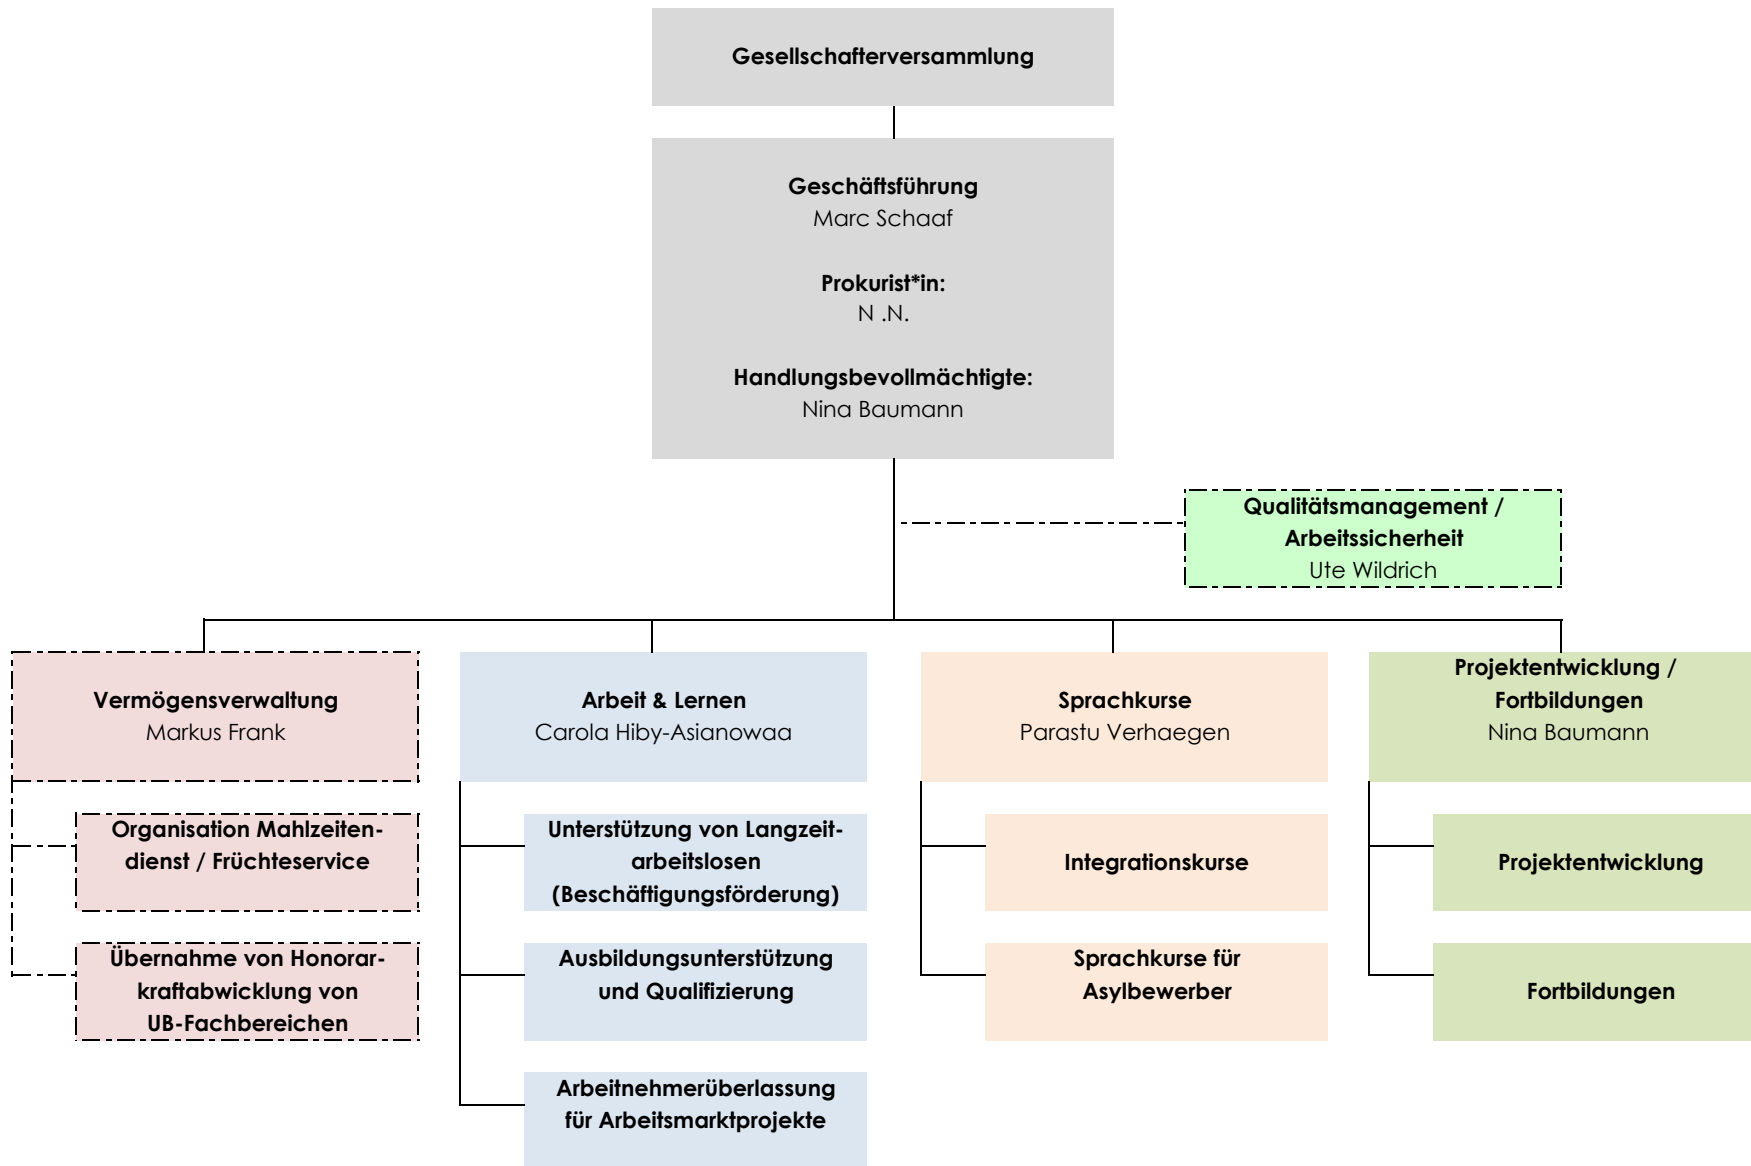 Gesellschafterversammlung
Geschäftsführung
Marc Schaaf
Prokurist*in:
N .N.
Handlungsbevollmächtigte:
Nina Baumann
Qualitätsmanagement /
Arbeitssicherheit
Ute Wildrich
Vermögensverwaltung
Markus Frank
Organisation Mahlzeiten-
dienst / Früchteservice
Übernahme von Honorar-
kraftabwicklung von
UB-Fachbereichen
Arbeit & Lernen
Carola Hiby-Asianowaa
Unterstützung von Langzeit-
arbeitslosen
(Beschäftigungsförderung)
Ausbildungsunterstützung
und Qualifizierung
Arbeitnehmerüberlassung
für Arbeitsmarktprojekte
Sprachkurse
Parastu Verhaegen
Integrationskurse
Sprachkurse für
Asylbewerber
Projektentwicklung /
Fortbildungen
Nina Baumann
Projektentwicklung
Fortbildungen